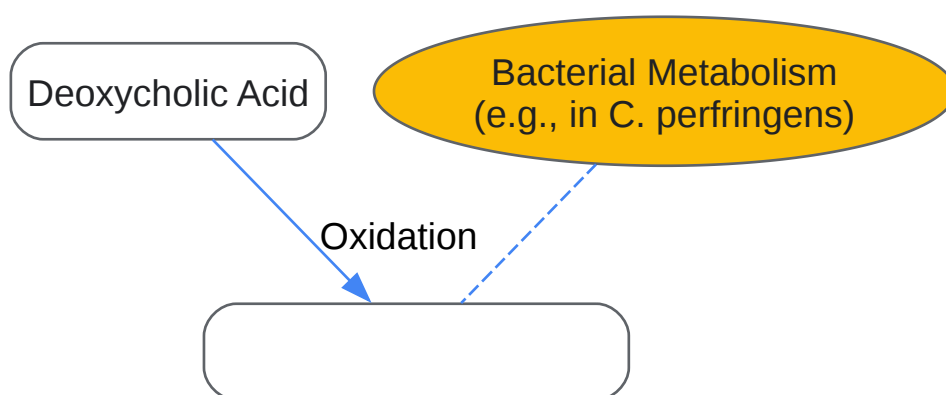 Deoxycholic Acid
Bacterial Metabolism
(e.g., in C. perfringens)
Oxidation